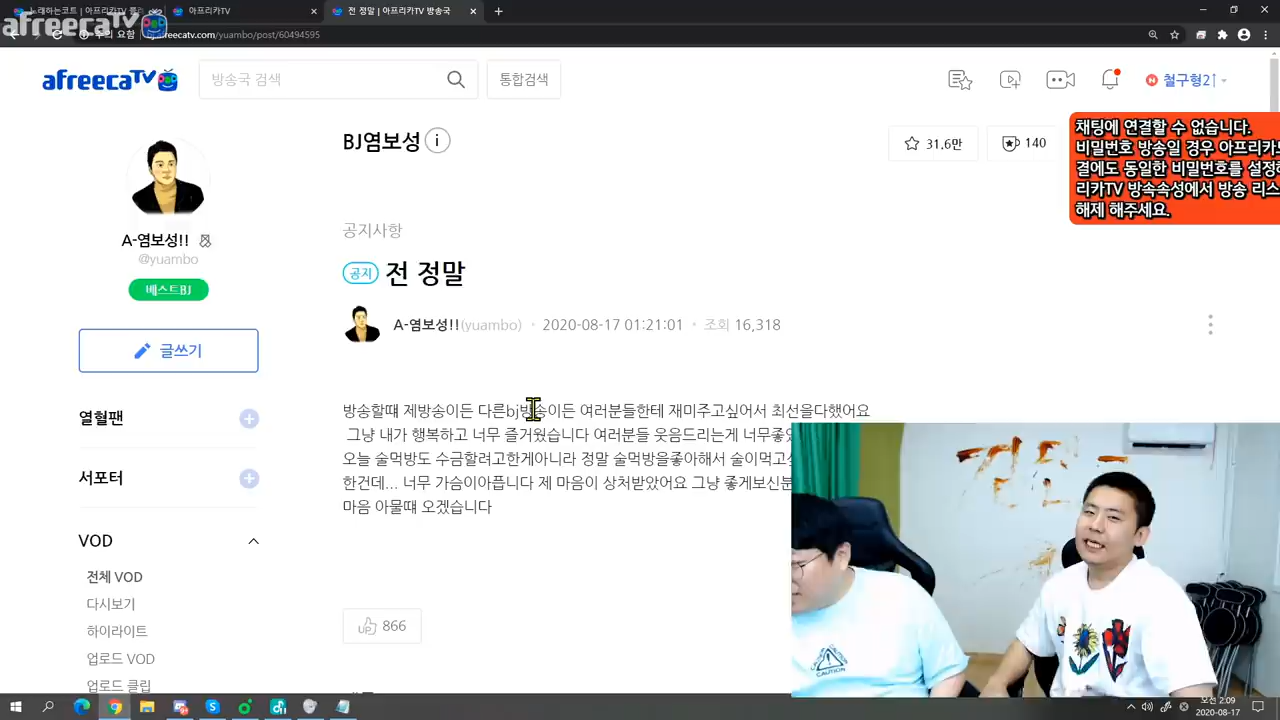 아프리카TV
전 정말 | 아프리카TV 방송국
afreecaTV
afreecatv.com/yuambo/post/60494595
afreecaTV
방송국 검색
통합검색
철구형2↑
BJ염보성
31.6만
140
채팅에 연결할 수 없습니다.
비밀번호 방송일 경우 아프리카
결에도 동일한 비밀번호를 설정
리카TV 방속속성에서 방송 리스
해제 해주세요.
A-염보성!!
@yuambo
베스트BJ
글쓰기
열혈팬
서포터
VOD
전체 VOD
다시보기
하이라이트
업로드 VOD
업로드 클립
공지사항
공지 전 정말
A-염보성!!(yuambo) · 2020-08-17 01:21:01 · 조회 16,318
방송할떄 제방송이든 다른bj방송이든 여러분들한테 재미주고싶어서 최선을다했어요
그냥 내가 행복하고 너무 즐거웠습니다 여러분들 웃음드리는게 너무좋
오늘 술먹방도 수금할려고한게아니라 정말 술먹방을좋아해서 술이먹고
한건데... 너무 가슴이아픕니다 제 마음이 상처받았어요 그냥 좋게보신분
마음 아물떄 오겠습니다
UP 866
CAUTION
오전 2:09
2020-08-17